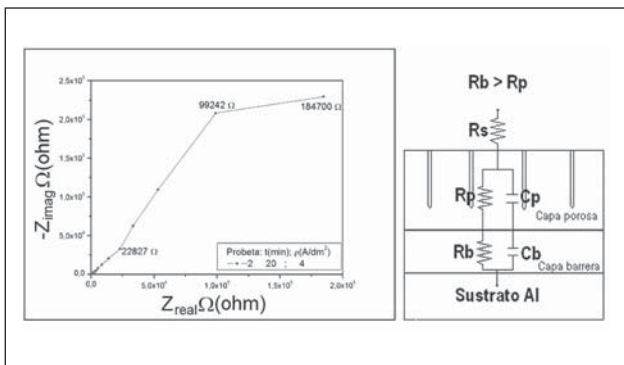 2.5x10⁵
2.0x10⁵
1.5x10⁵
1.0x10⁵
5.0x10⁴
0.0
-Z imag Ω(ohm)
99242 Ω
184700 Ω
22827 Ω
Probeta: t(min); ρ(A/dm²)
2 20 ; 4
0.0 5.0x10⁴ 1.0x10⁵ 1.5x10⁵ 2.0x10⁵
Z real Ω(ohm)
Rb > Rp
Rs
Rp Cp
Capa porosa
Rb Cb
Capa barrera
Sustrato Al